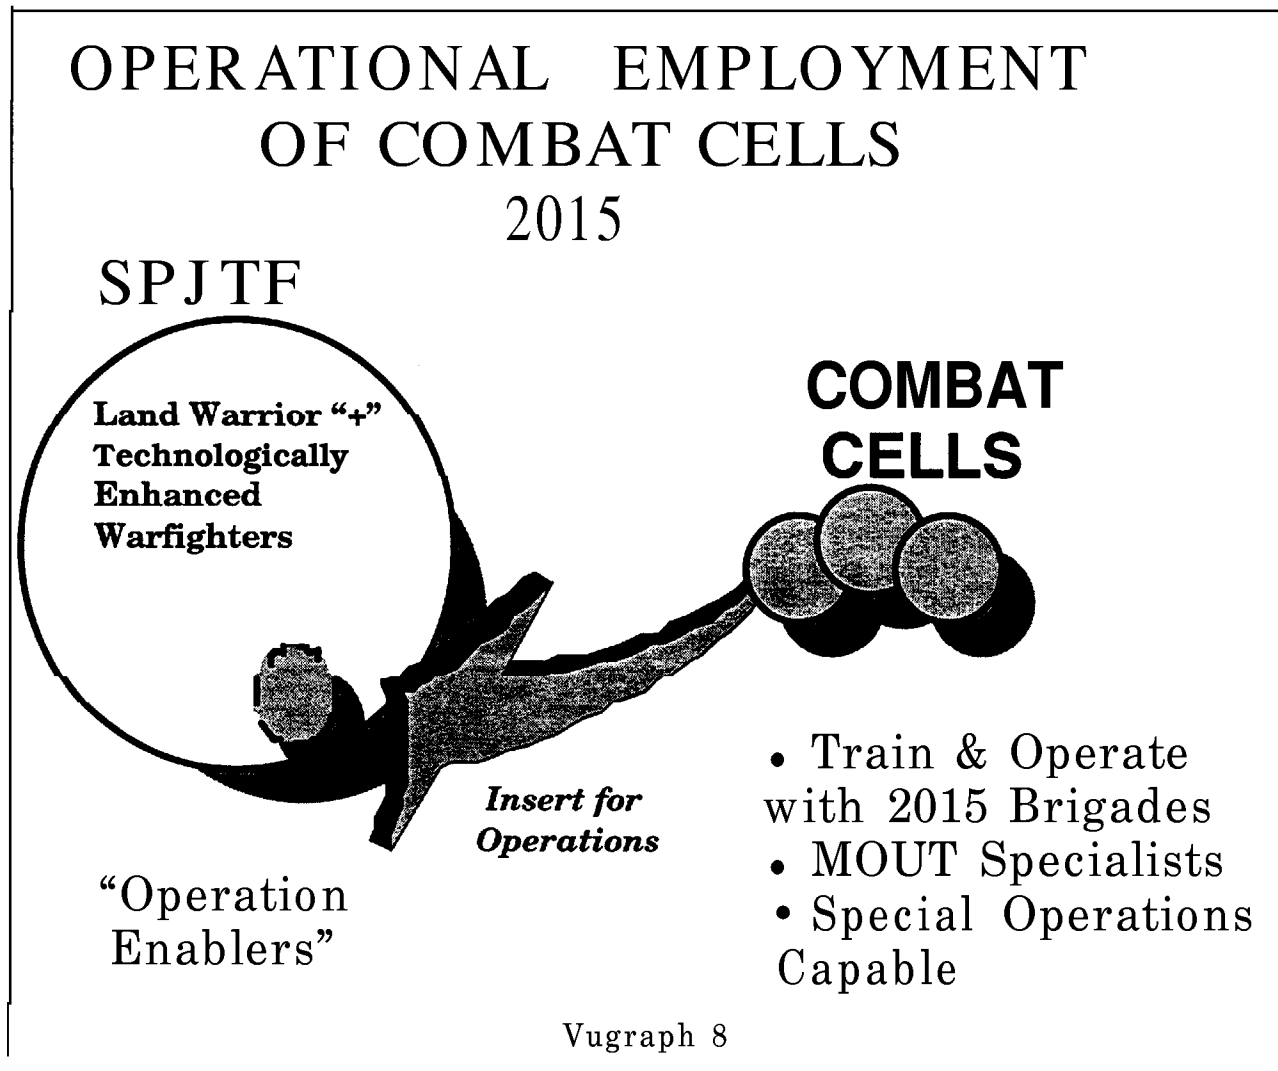 OPERATIONAL EMPLOYMENT
OF COMBAT CELLS
2015
SPJTF
Land Warrior “+”
Technologically
Enhanced
Warfighters
COMBAT
CELLS
Insert for
Operations
“Operation
Enablers”
• Train & Operate
with 2015 Brigades
• MOUT Specialists
• Special Operations
Capable
Vugraph 8